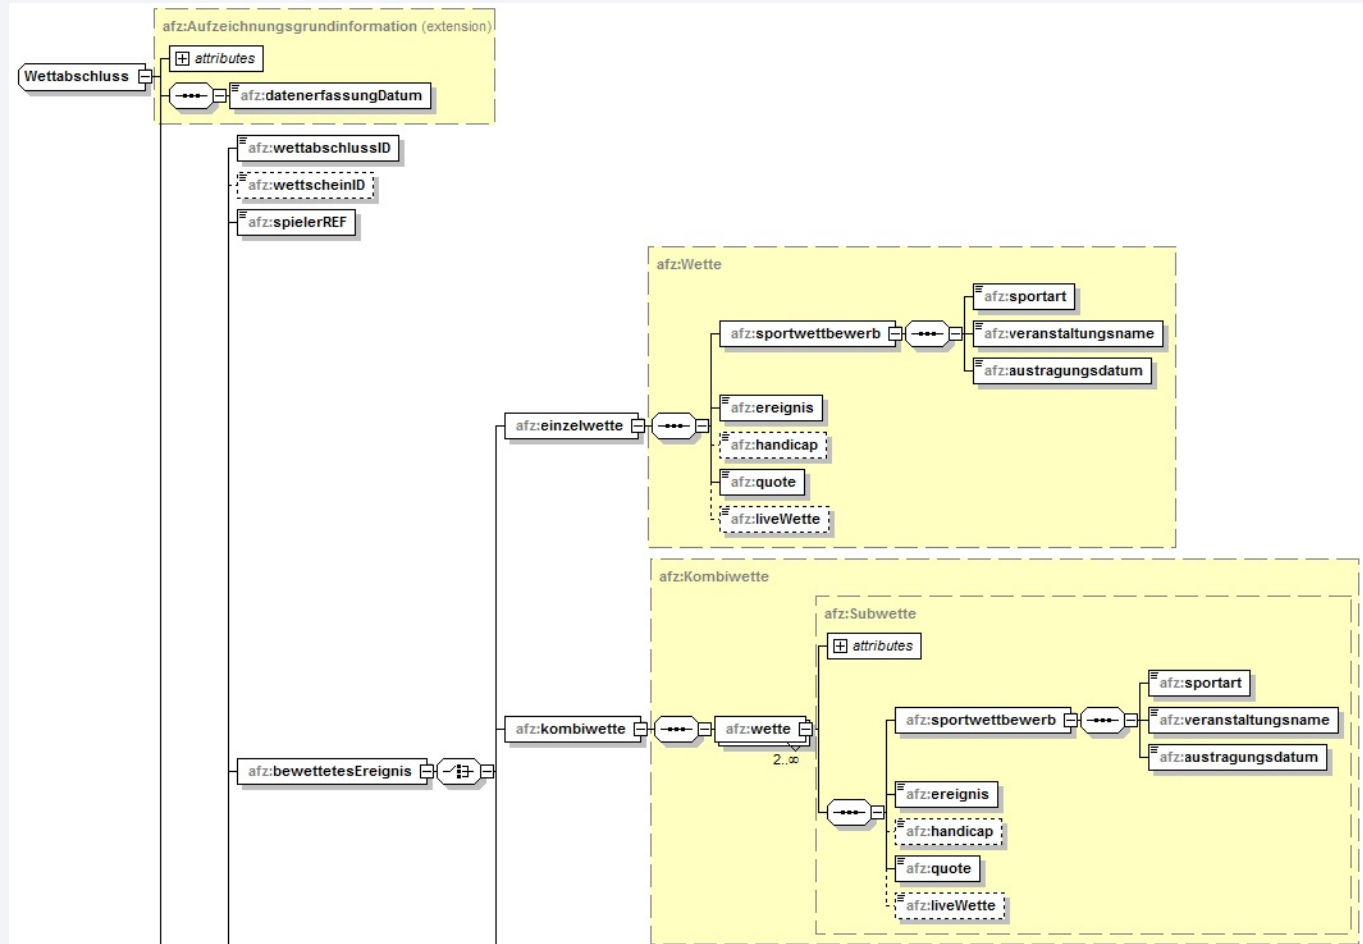 afz:Aufzeichnungsgrundinformation (extension)
attributes
Wettabschluss
afz:datenerfassungDatum
afz:wettabschlussID
afz:wettscheinID
afz:spielerREF
afz:Wette
afz:sportart
afz:sportwettbewerb
afz:veranstaltungsname
afz:austragungsdatum
afz:ereignis
afz:einzelwette
afz:handicap
afz:quote
afz:liveWette
afz:Kombiwette
afz:Subwette
attributes
afz:sportart
afz:sportwettbewerb
afz:veranstaltungsname
afz:kombiwette
afz:wette
afz:austragungsdatum
2..∞
afz:bewettetesEreignis
afz:ereignis
afz:handicap
afz:quote
afz:liveWette